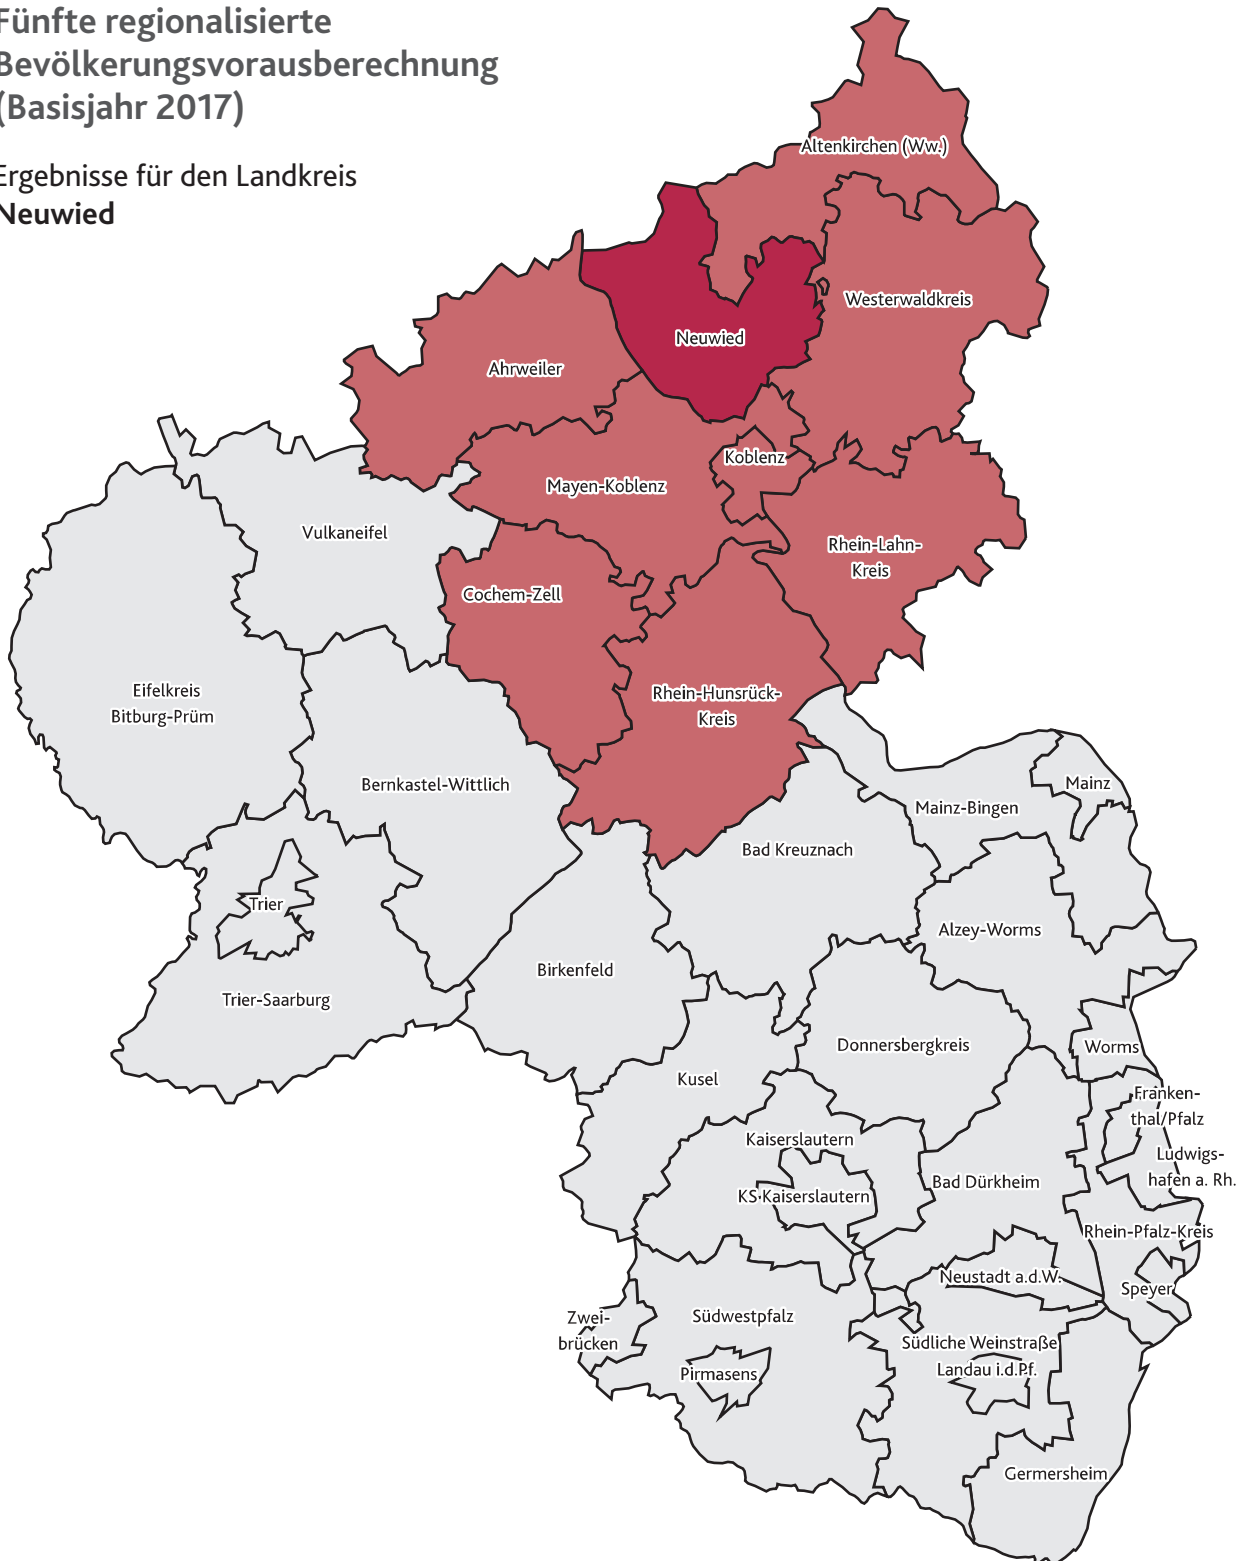 Fünfte regionalisierte
Bevölkerungsvorausberechnung
(Basisjahr 2017)
Ergebnisse für den Landkreis
Neuwied
Altenkirchen (Ww.)
Westerwaldkreis
Neuwied
Ahrweiler
Koblenz
Mayen-Koblenz
Vulkaneifel
Rhein-Lahn-
Kreis
Cochem-Zell
Eifelkreis
Bitburg-Prüm
Rhein-Hunsrück-
Kreis
Bernkastel-Wittlich
Mainz
Mainz-Bingen
Bad Kreuznach
Trier
Alzey-Worms
Birkenfeld
Trier-Saarburg
Donnersbergkreis
Worms
Kusel
Franken-
thal/Pfalz
Kaiserslautern
Ludwigs-
hafen a. Rh.
Bad Dürkheim
KS Kaiserslautern
Rhein-Pfalz-Kreis
Neustadt a.d.W.
Speyer
Zwei-
brücken
Südwestpfalz
Südliche Weinstraße
Landau i.d.Pf.
Pirmasens
Germersheim